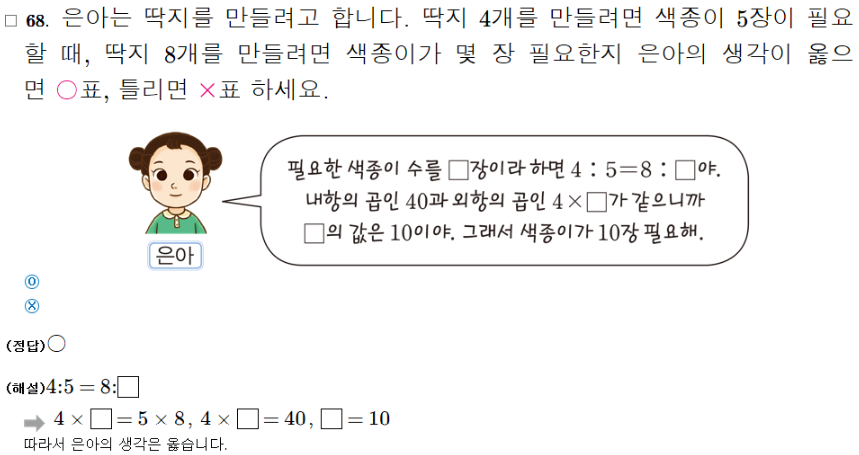 □ 68. 은아는 딱지를 만들려고 합니다. 딱지 4개를 만들려면 색종이 5장이 필요
할 때, 딱지 8개를 만들려면 색종이가 몇 장 필요한지 은아의 생각이 옳으
면 ○표, 틀리면 ×표 하세요.
필요한 색종이 수를 □장이라 하면 4 : 5=8 : □야.
내항의 곱인 40과 외항의 곱인 4×□가 같으니까
□의 값은 10이야. 그래서 색종이가 10장 필요해.
은아
Ⓞ
ⓧ
(정답)○
(해설)4:5 = 8:□
➡ 4 × □ = 5 × 8, 4 × □ = 40, □ = 10
따라서 은아의 생각은 옳습니다.